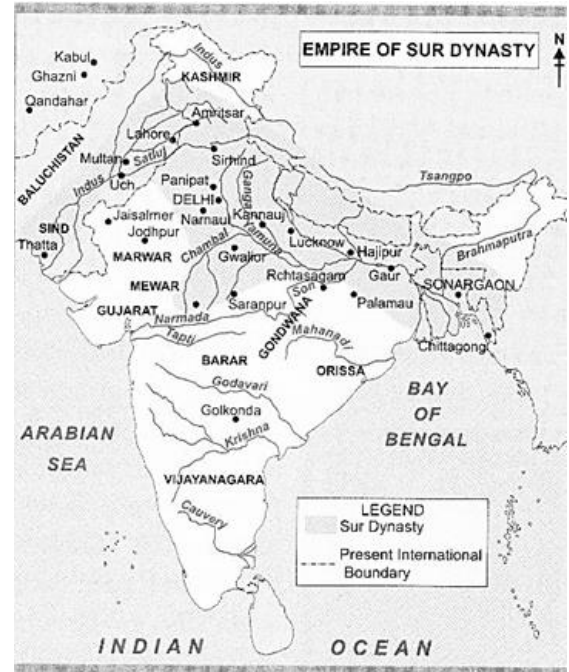 EMPIRE OF SUR DYNASTY
N
Kabul
Ghazni
Qandahar
Indus
KASHMIR
Amritsar
Lahore
BALUCHISTAN
Multan
Satluj
Sirhind
Uch
Indus
Panipat
DELHI
Ganga
Tsangpo
Jaisalmer
Narnaul
Kannauj
SIND
Thatta
Jodhpur
Yamuna
Lucknow
Brahmaputra
MARWAR
Chambal
Gwalior
Hajipur
MEWAR
Rchtasagam
Son
Gaur
SONARGAON
GUJARAT
Saranpur
Palamau
Narmada
Tapti
GONDWANA
Mahanadi
Chittagong
BARAR
ORISSA
Godavari
BAY
OF
BENGAL
Golkonda
ARABIAN
SEA
Krishna
VIJAYANAGARA
Cauvery
LEGEND
Sur Dynasty
Present International
Boundary
INDIAN OCEAN